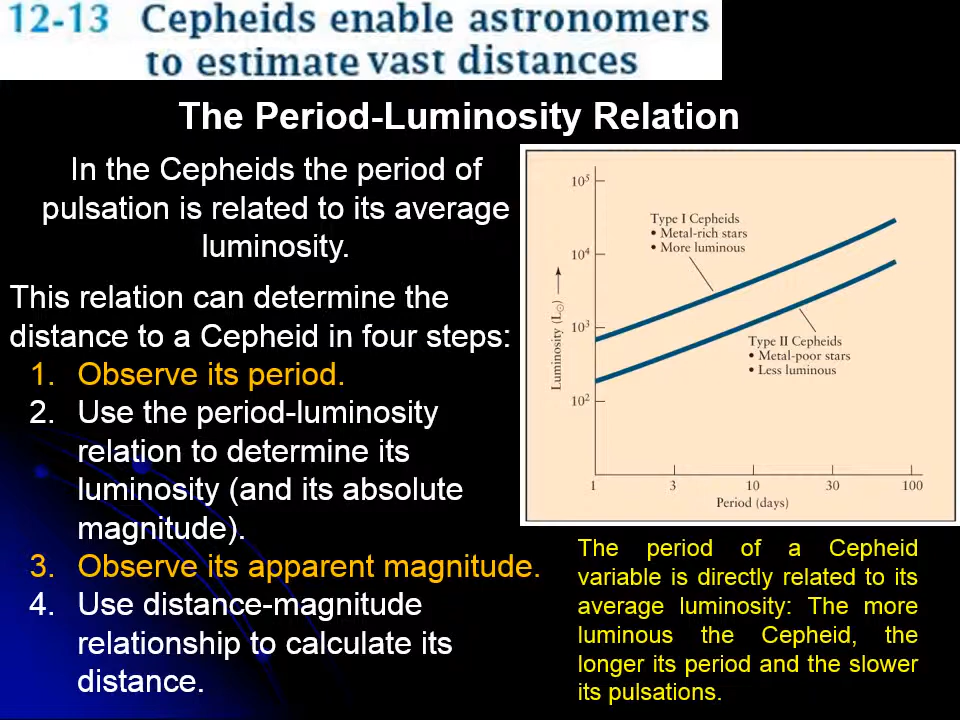 12-13 Cepheids enable astronomers
to estimate vast distances
The Period-Luminosity Relation
In the Cepheids the period of
pulsation is related to its average
luminosity.
This relation can determine the
distance to a Cepheid in four steps:
1. Observe its period.
2. Use the period-luminosity
relation to determine its
luminosity (and its absolute
magnitude).
3. Observe its apparent magnitude.
4. Use distance-magnitude
relationship to calculate its
distance.
10⁵
10⁴
10³
10²
Luminosity (L☉) →
Type I Cepheids
• Metal-rich stars
• More luminous
Type II Cepheids
• Metal-poor stars
• Less luminous
1 3 10 30 100
Period (days)
The period of a Cepheid
variable is directly related to its
average luminosity: The more
luminous the Cepheid, the
longer its period and the slower
its pulsations.